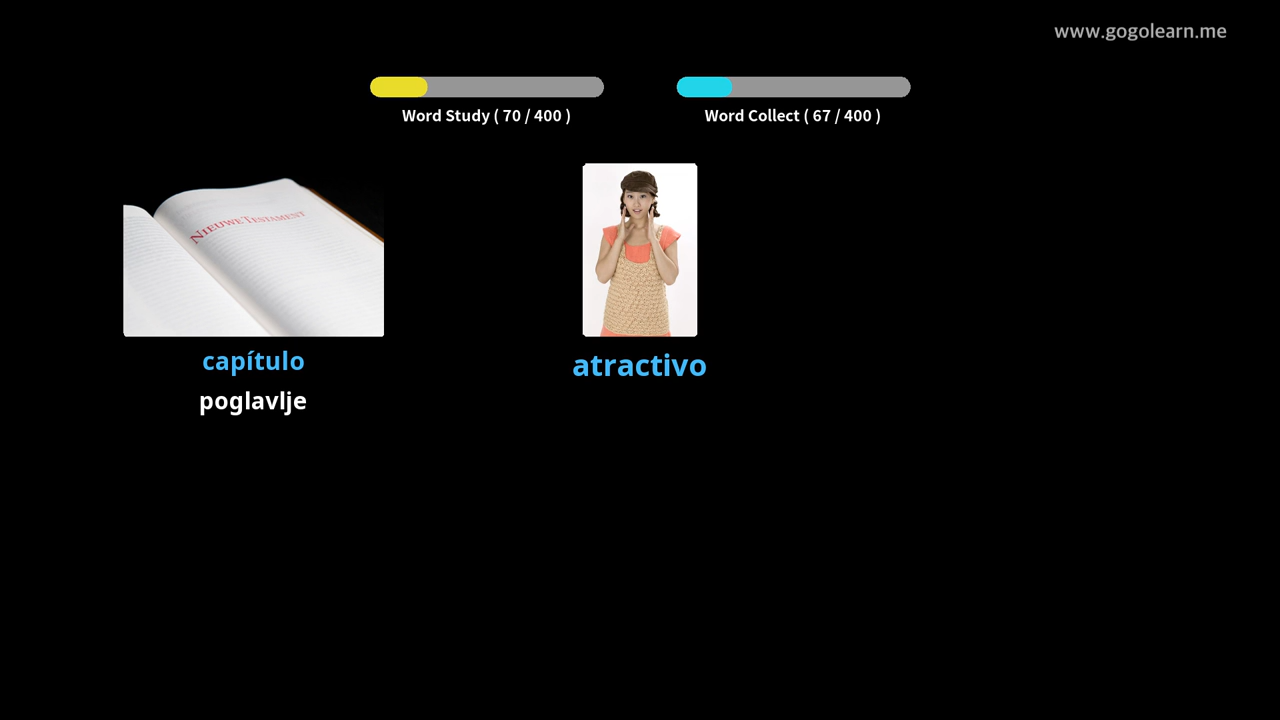 www.gogolearn.me
Word Study ( 70 / 400 )
Word Collect ( 67 / 400 )
NIEUWE TESTAMENT
capítulo
poglavlje
atractivo